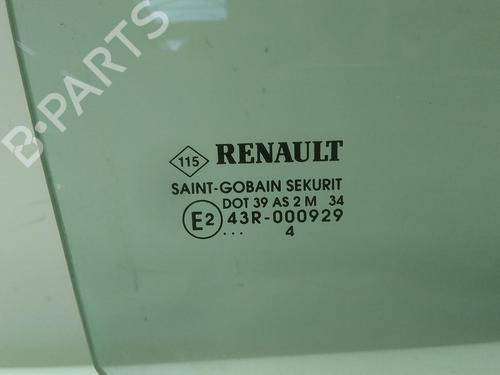 B-PARTS
115 RENAULT
SAINT-GOBAIN SEKURIT
DOT 39 AS 2 M 34
E2 43R-000929
... 4